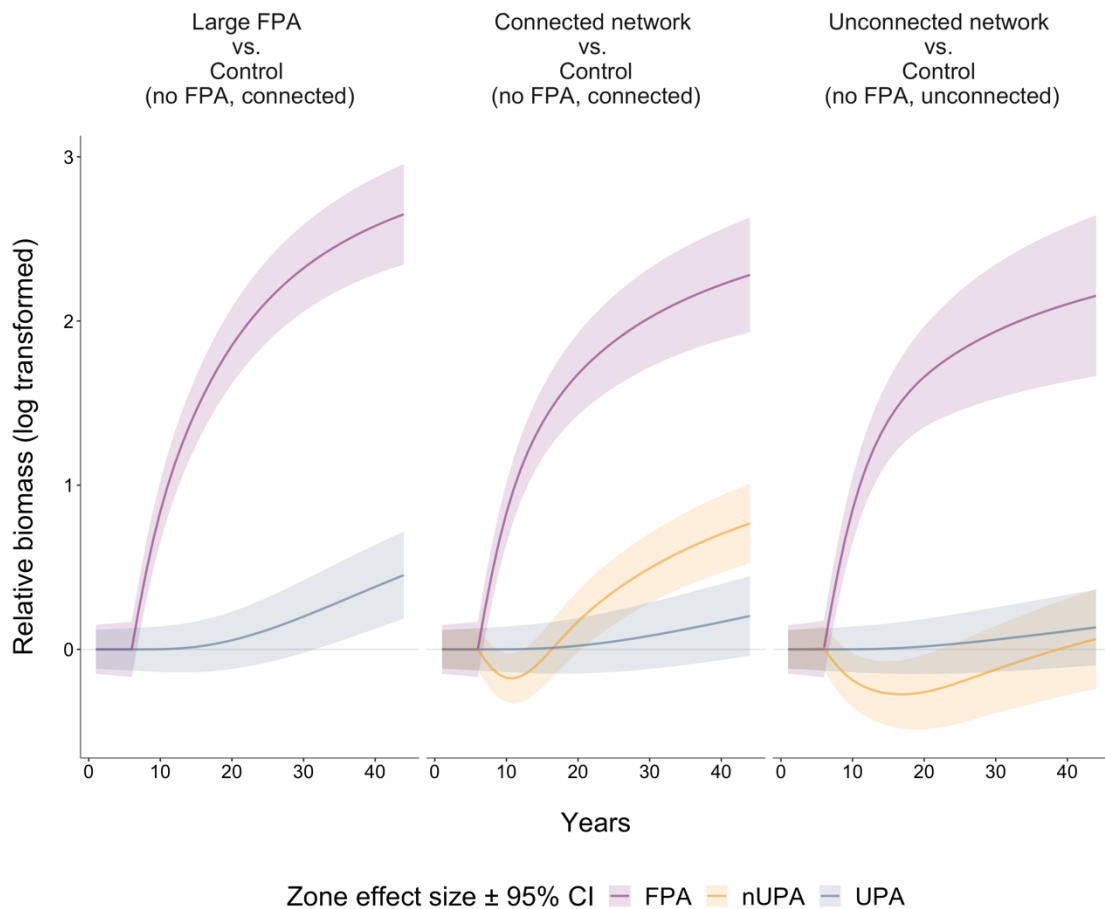 Large FPA
vs.
Control
(no FPA, connected)
Connected network
vs.
Control
(no FPA, connected)
Unconnected network
vs.
Control
(no FPA, unconnected)
Relative biomass (log transformed)
3
2
1
0
0 10 20 30 40
0 10 20 30 40
0 10 20 30 40
Years
Zone effect size ± 95% CI FPA nUPA UPA